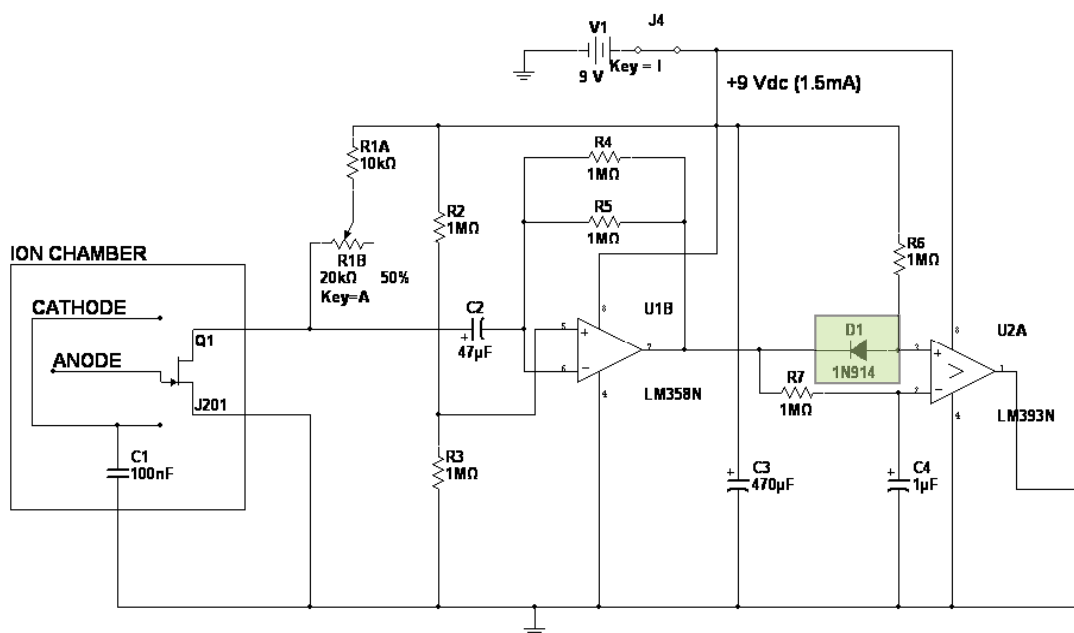 J4
V1
Key = I
9 V
+9 Vdc (1.5mA)
R1A
10kΩ
R4
1MΩ
R2
1MΩ
R5
1MΩ
R6
1MΩ
ION CHAMBER
R1B
20kΩ 50%
Key=A
CATHODE
C2
47µF
U1B
8
5
6
7
4
LM358N
Q1
ANODE
J201
D1
1N914
U2A
8
3
2
1
4
LM393N
R7
1MΩ
C1
100nF
R3
1MΩ
C3
470µF
C4
1µF